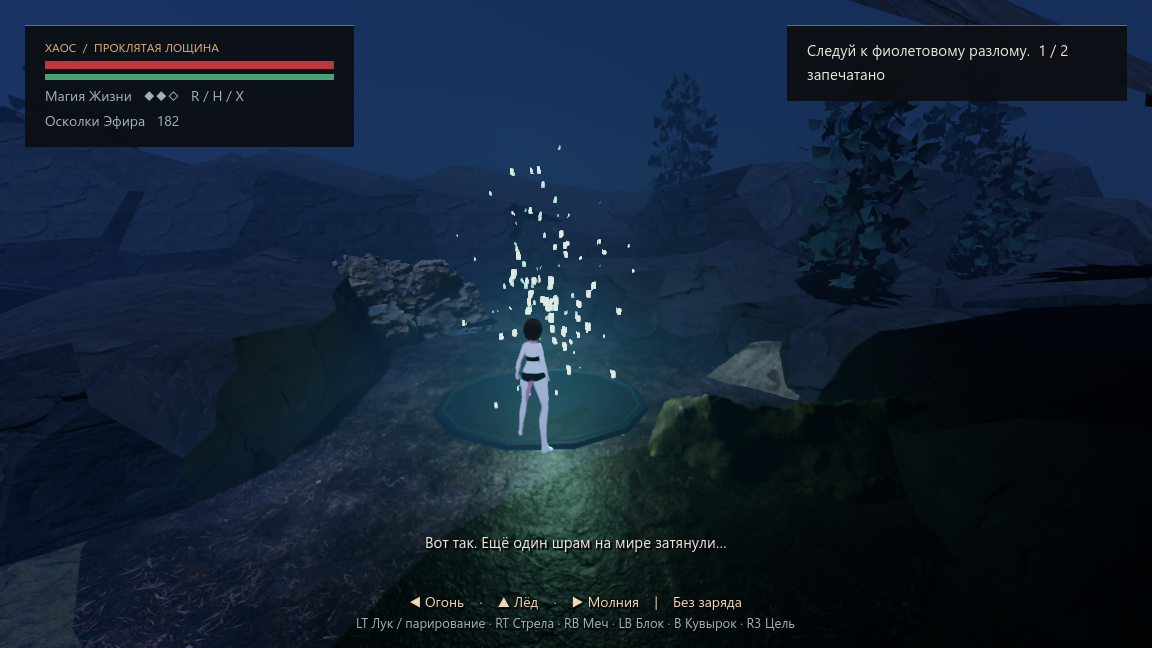 ХАОС / ПРОКЛЯТАЯ ЛОЩИНА
Магия Жизни ◆◆◇ R / H / X
Осколки Эфира 182
Следуй к фиолетовому разлому. 1 / 2
запечатано
Вот так. Ещё один шрам на мире затянули...
◀ Огонь · ▲ Лёд · ▶ Молния | Без заряда
LT Лук / парирование · RT Стрела · RB Меч · LB Блок · B Кувырок · R3 Цель